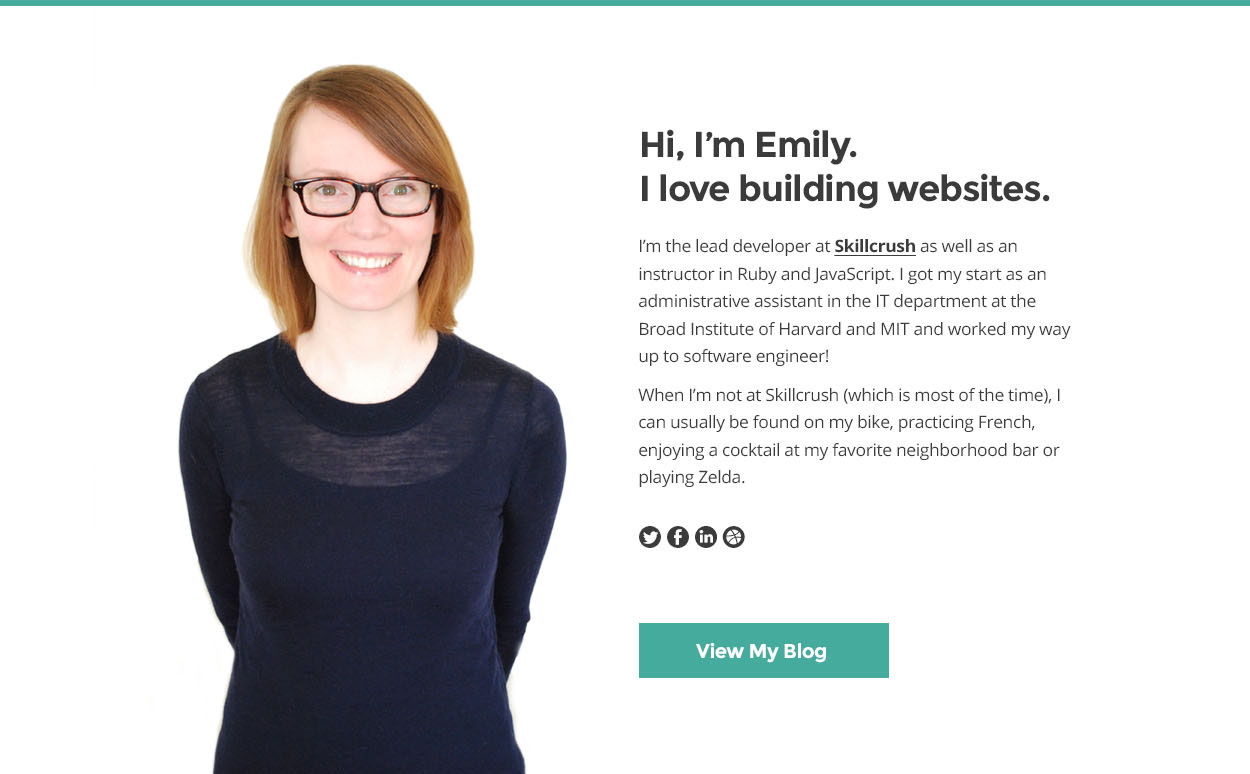 Hi, I’m Emily.
I love building websites.
I’m the lead developer at Skillcrush as well as an
instructor in Ruby and JavaScript. I got my start as an
administrative assistant in the IT department at the
Broad Institute of Harvard and MIT and worked my way
up to software engineer!
When I’m not at Skillcrush (which is most of the time), I
can usually be found on my bike, practicing French,
enjoying a cocktail at my favorite neighborhood bar or
playing Zelda.
View My Blog